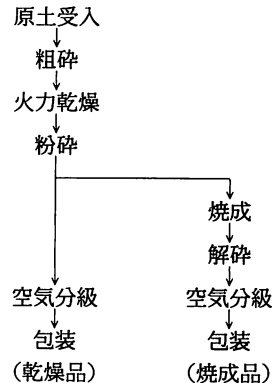 原土受入
粗砕
火力乾燥
粉砕
焼成
解砕
空気分級 空気分級
包装 包装
(乾燥品) (焼成品)